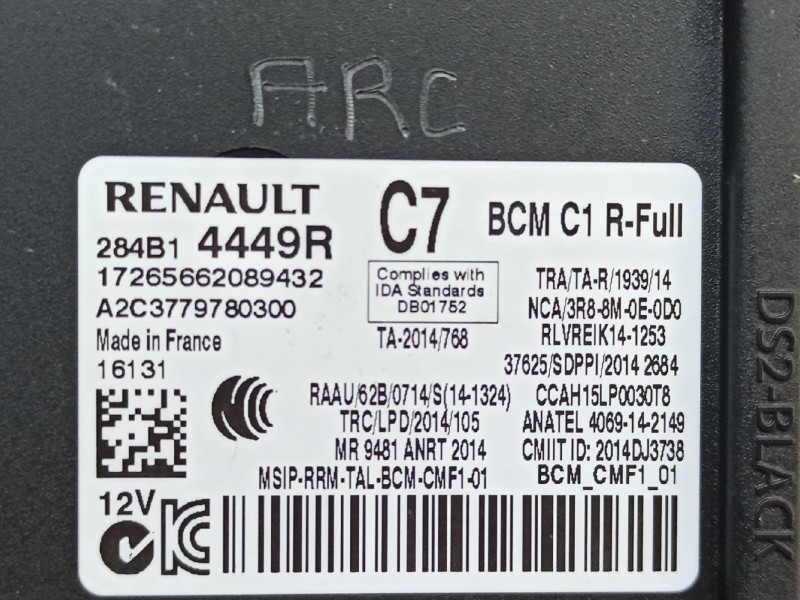 ARC
RENAULT C7 BCM C1 R-Full
284B1 4449R
17265662089432
A2C3779780300
Made in France
16131
Complies with
IDA Standards
DB01752
TA-2014/768
TRA/TA-R/1939/14
NCA/3R8-8M-0E-0D0
RLVREIK14-1253
37625/SDPPI/2014 2684
RAAU/62B/0714/S(14-1324) CCAH15LP0030T8
TRC/LPD/2014/105 ANATEL 4069-14-2149
MR 9481 ANRT 2014 CMIIT ID: 2014DJ3738
MSIP-RRM-TAL-BCM-CMF1-01 BCM_CMF1_01
12V
DS2-BLACK